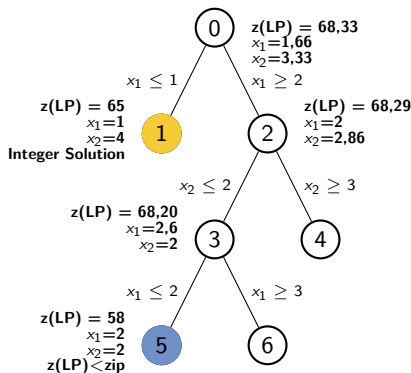 0
z(LP) = 68,33
x₁=1,66
x₂=3,33
x₁ ≤ 1
x₁ ≥ 2
z(LP) = 65
x₁=1
x₂=4
Integer Solution
1
2
z(LP) = 68,29
x₁=2
x₂=2,86
x₂ ≤ 2
x₂ ≥ 3
z(LP) = 68,20
x₁=2,6
x₂=2
3
4
x₁ ≤ 2
x₁ ≥ 3
z(LP) = 58
x₁=2
x₂=2
z(LP)<zip
5
6